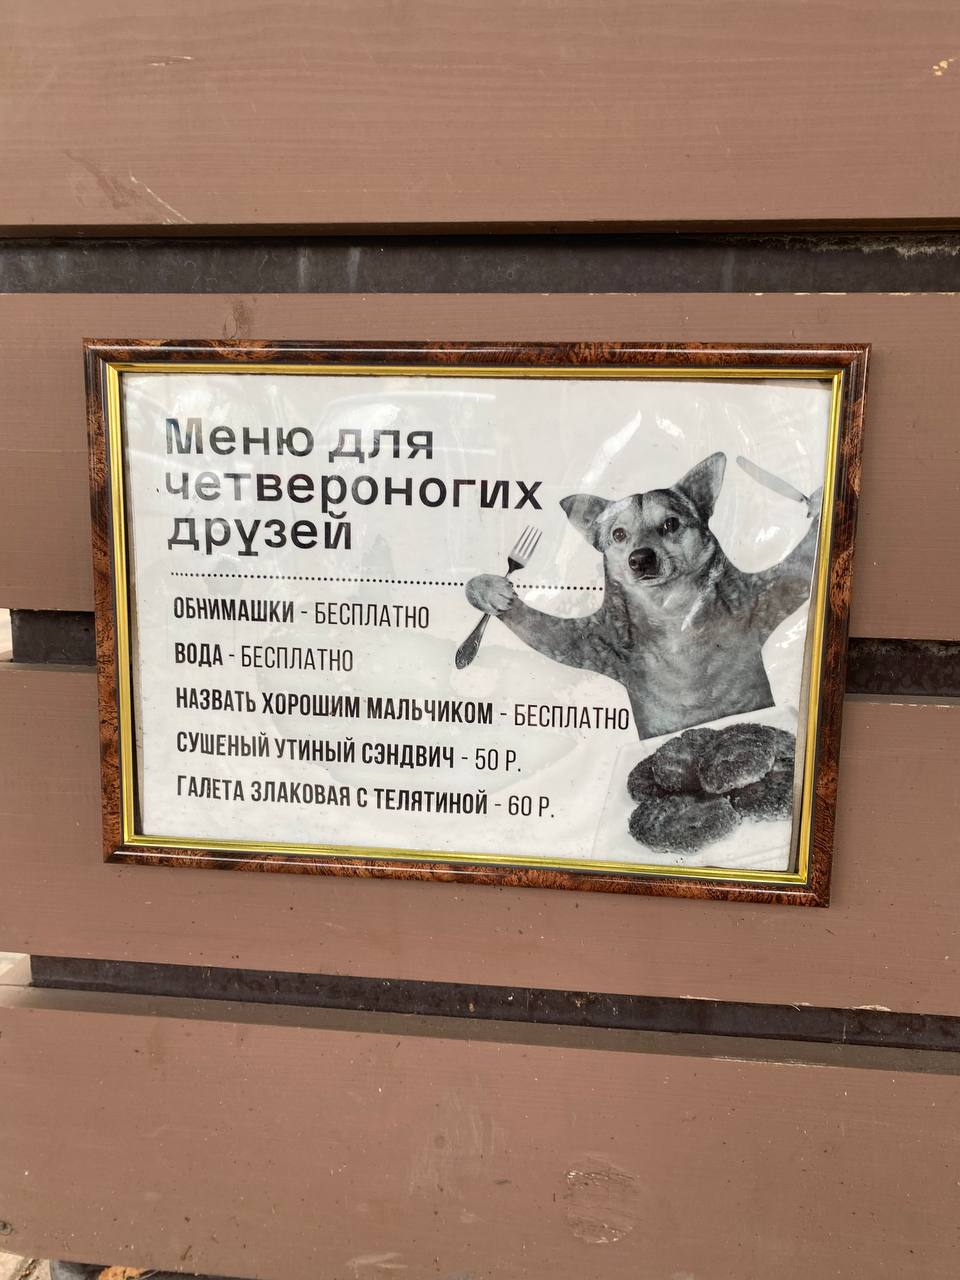 Меню для
четвероногих
друзей
ОБНИМАШКИ - БЕСПЛАТНО
ВОДА - БЕСПЛАТНО
НАЗВАТЬ ХОРОШИМ МАЛЬЧИКОМ - БЕСПЛАТНО
СУШЕНЫЙ УТИНЫЙ СЭНДВИЧ - 50 Р.
ГАЛЕТА ЗЛАКОВАЯ С ТЕЛЯТИНОЙ - 60 Р.